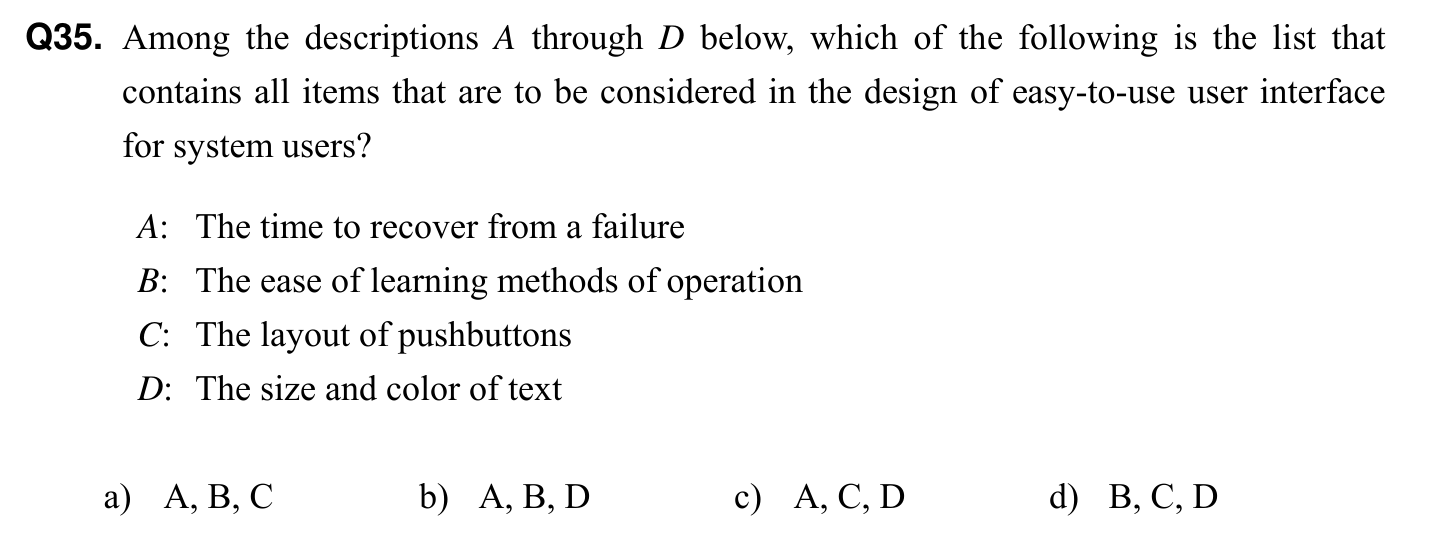 Q35. Among the descriptions A through D below, which of the following is the list that
contains all items that are to be considered in the design of easy-to-use user interface
for system users?
A: The time to recover from a failure
B: The ease of learning methods of operation
C: The layout of pushbuttons
D: The size and color of text
a) A, B, C b) A, B, D c) A, C, D d) B, C, D